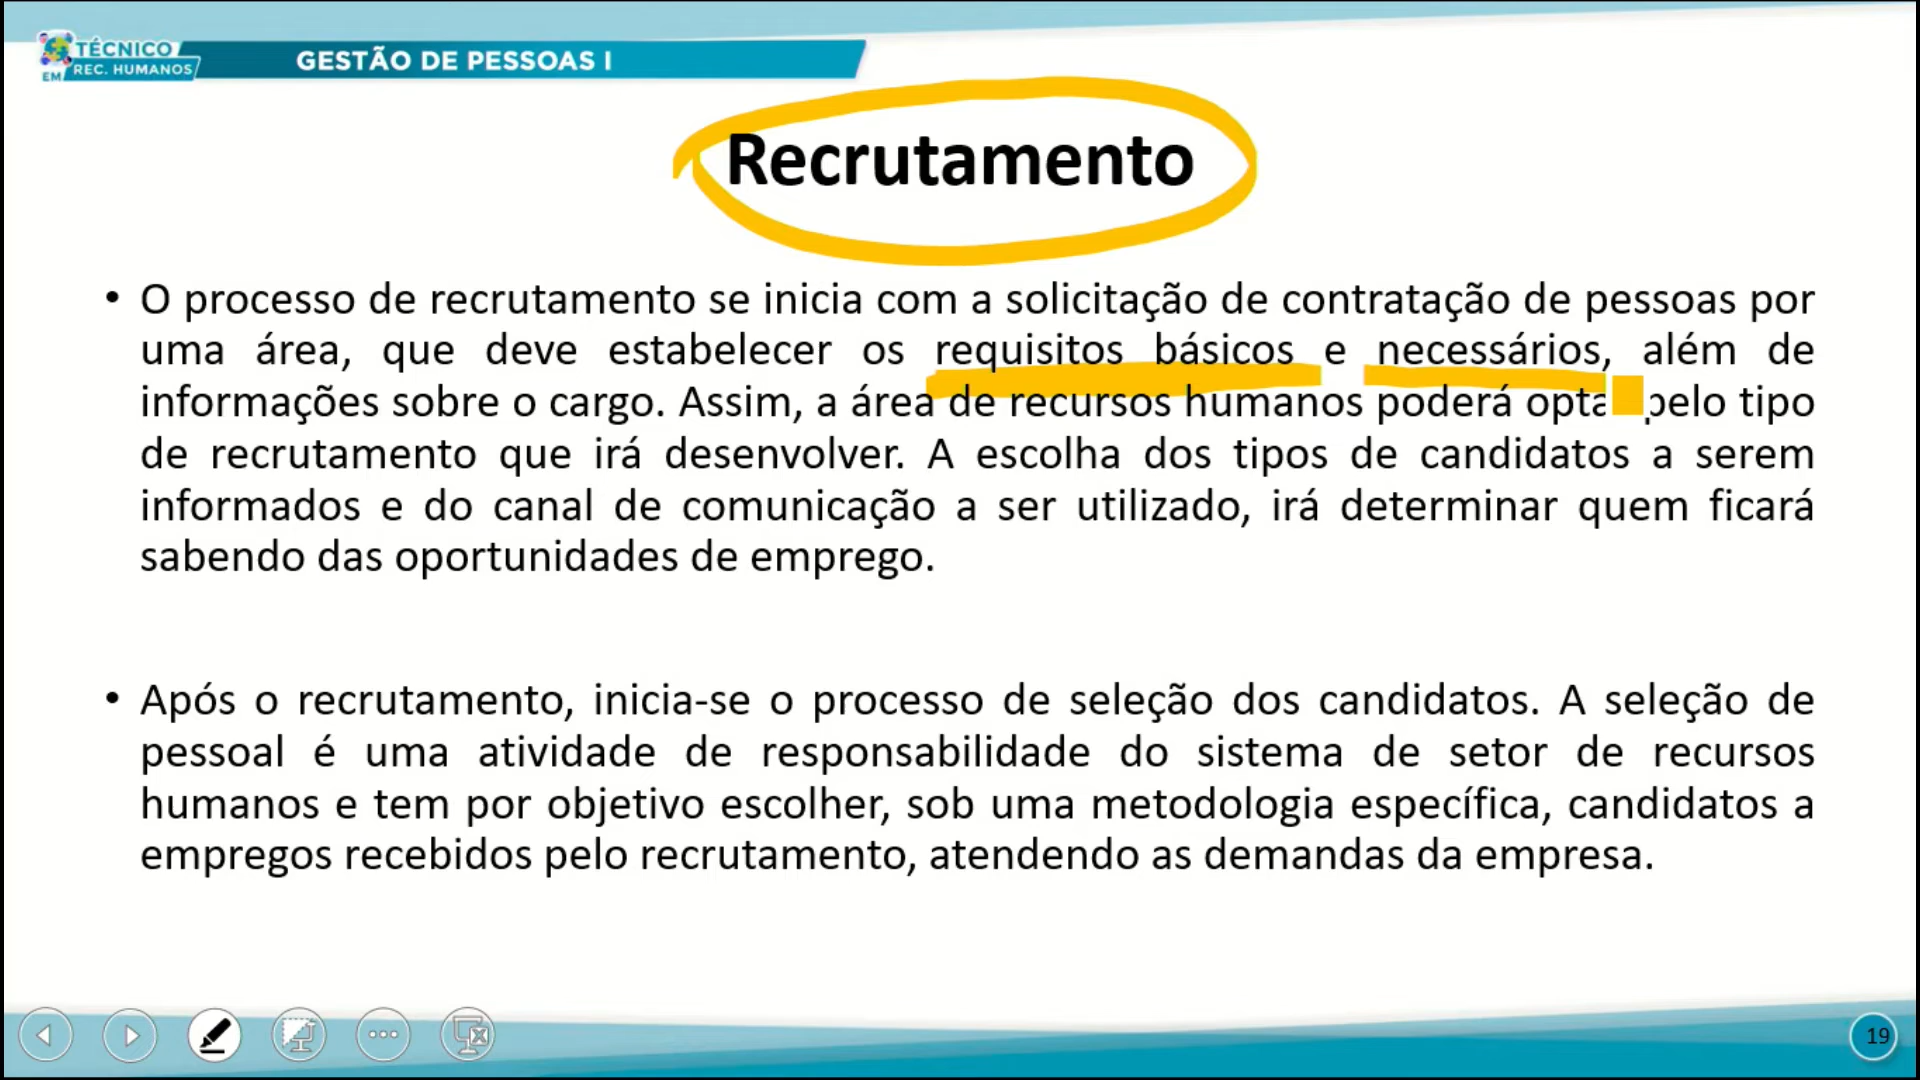 TÉCNICO
EM REC. HUMANOS
GESTÃO DE PESSOAS I
Recrutamento
• O processo de recrutamento se inicia com a solicitação de contratação de pessoas por
uma área, que deve estabelecer os requisitos básicos e necessários, além de
informações sobre o cargo. Assim, a área de recursos humanos poderá opta pelo tipo
de recrutamento que irá desenvolver. A escolha dos tipos de candidatos a serem
informados e do canal de comunicação a ser utilizado, irá determinar quem ficará
sabendo das oportunidades de emprego.
• Após o recrutamento, inicia-se o processo de seleção dos candidatos. A seleção de
pessoal é uma atividade de responsabilidade do sistema de setor de recursos
humanos e tem por objetivo escolher, sob uma metodologia específica, candidatos a
empregos recebidos pelo recrutamento, atendendo as demandas da empresa.
19